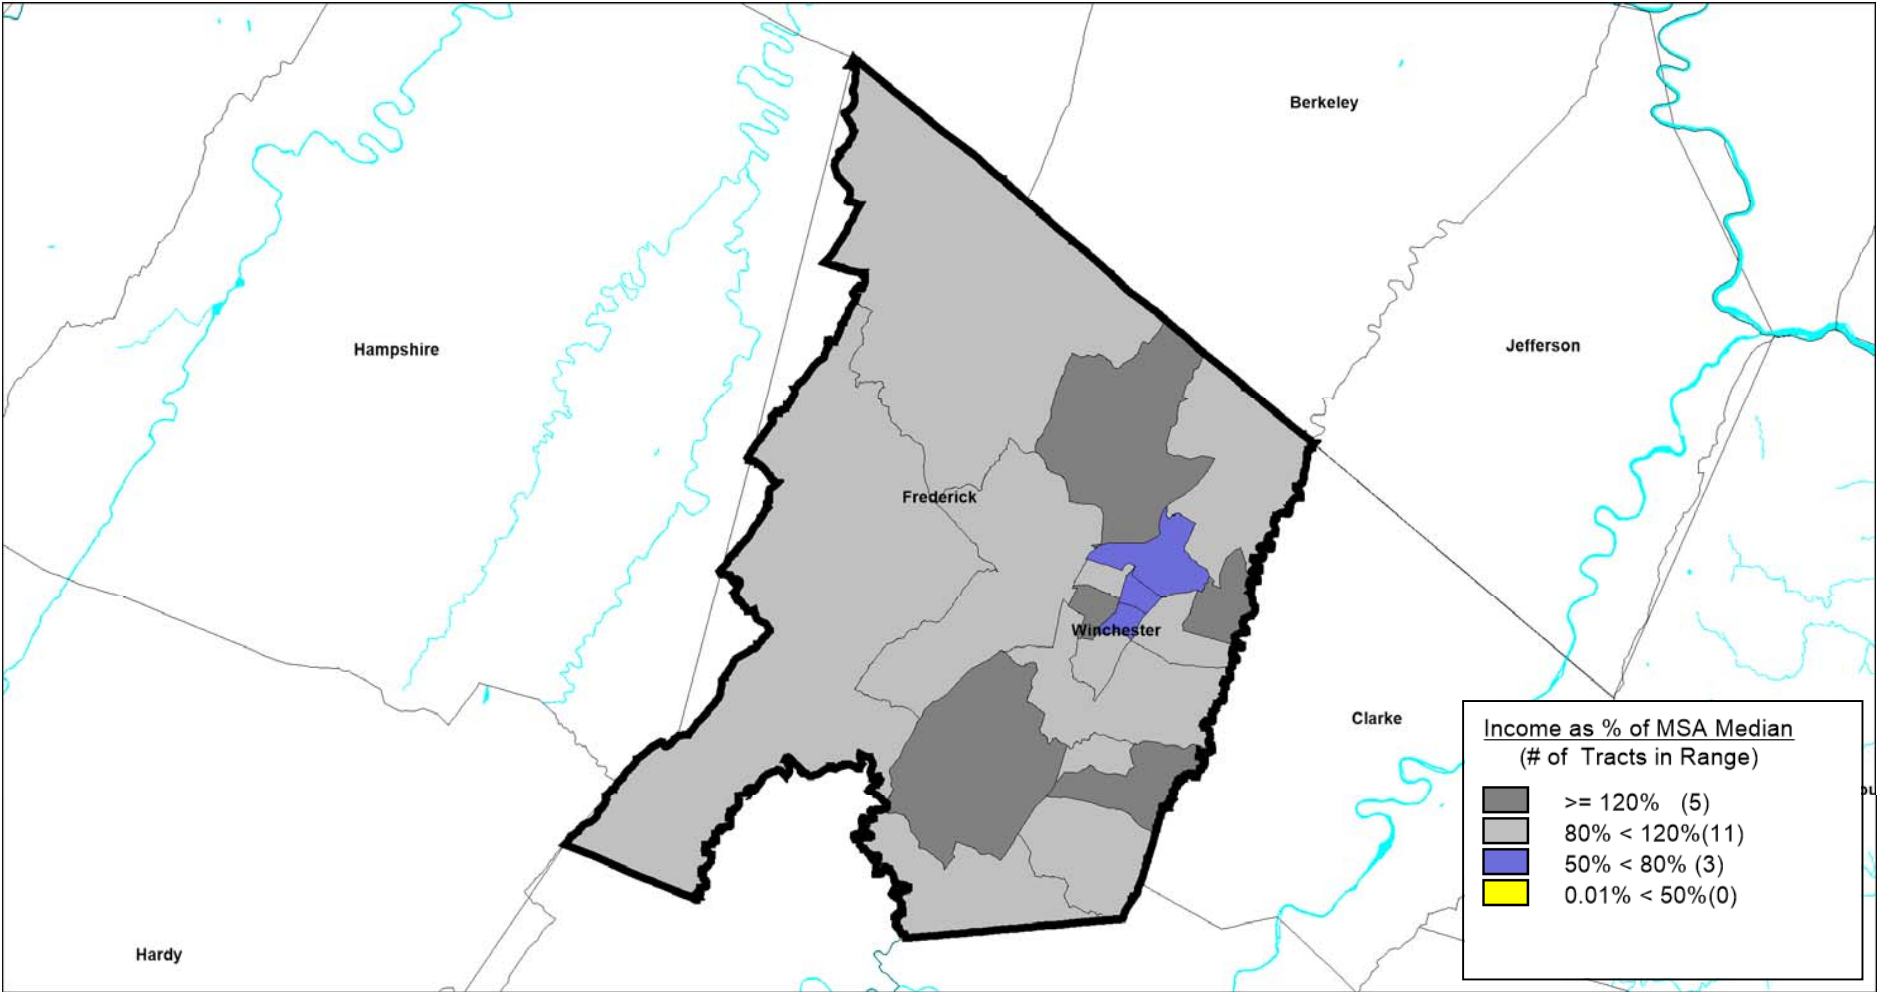 Berkeley
Hampshire
Jefferson
Frederick
Winchester
Clarke
Hardy
Income as % of MSA Median
(# of Tracts in Range)
>= 120% (5)
80% < 120%(11)
50% < 80% (3)
0.01% < 50%(0)